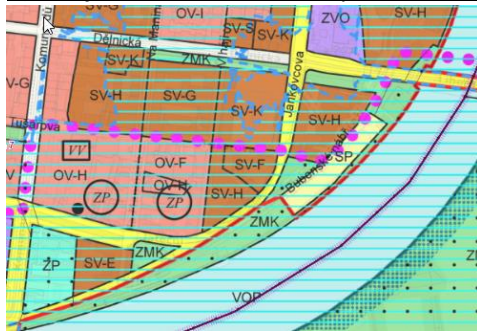 SV-G
OV-I
SV-S
SV-K
ZVO
SV-H
Dělnická
SV-K
ZMK
V-G
SV-H
SV-G
SV-K
Jankovcova
SV-H
Tusarova
VV
OV-F
SV-F
Bubenské nábř
SP
OV-H
OV-H
ZP
ZP
SV-H
ZMK
ZMK
ZP
SV-E
VOP